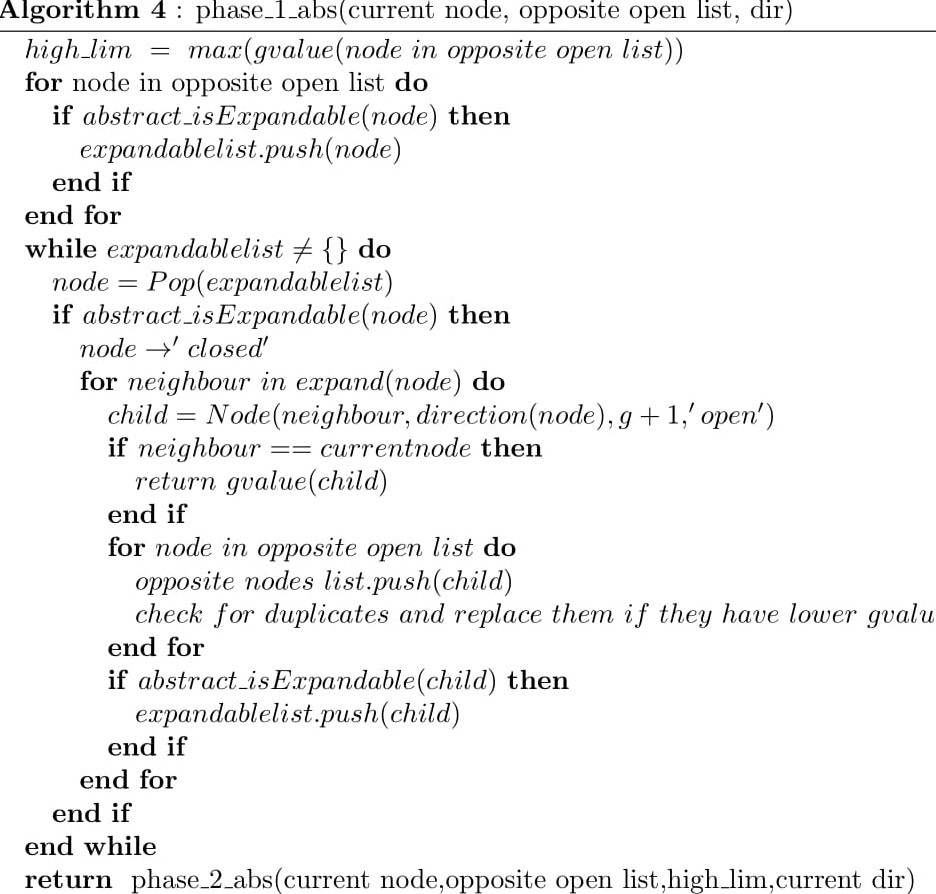 Algorithm 4 : phase_1_abs(current node, opposite open list, dir)
high_lim = max(gvalue(node in opposite open list))
for node in opposite open list do
if abstract_isExpandable(node) then
expandablelist.push(node)
end if
end for
while expandablelist ≠ {} do
node = Pop(expandablelist)
if abstract_isExpandable(node) then
node →′ closed′
for neighbour in expand(node) do
child = Node(neighbour, direction(node), g + 1,′ open′)
if neighbour == currentnode then
return gvalue(child)
end if
for node in opposite open list do
opposite nodes list.push(child)
check for duplicates and replace them if they have lower gvalu
end for
if abstract_isExpandable(child) then
expandablelist.push(child)
end if
end for
end if
end while
return phase_2_abs(current node,opposite open list,high_lim,current dir)